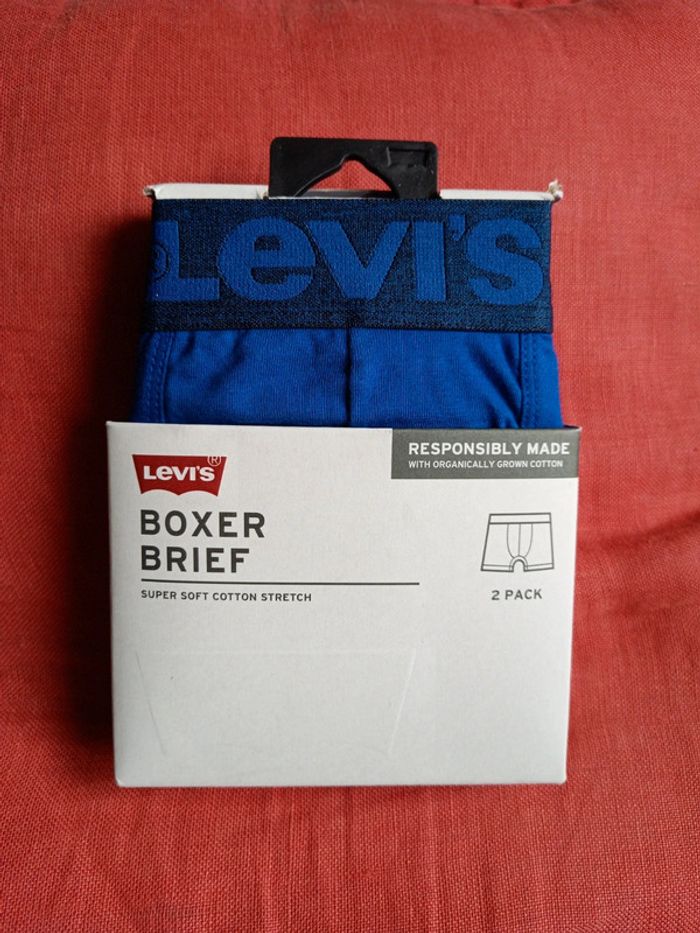 ®Levi's
RESPONSIBLY MADE
WITH ORGANICALLY GROWN COTTON
Levi's®
BOXER
BRIEF
SUPER SOFT COTTON STRETCH
2 PACK